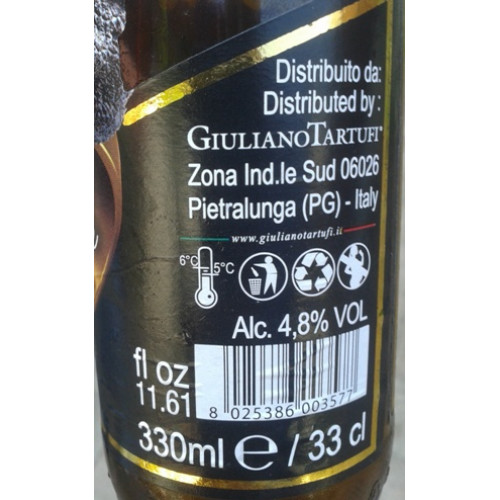 Distribuito da:
Distributed by :
GIULIANOTARTUFI®
Zona Ind.le Sud 06026
Pietralunga (PG) - Italy
www.giulianotartufi.it
6°C 5°C
Alc. 4,8% VOL
fl oz
11.61
8 025386 003577
330ml e / 33 cl